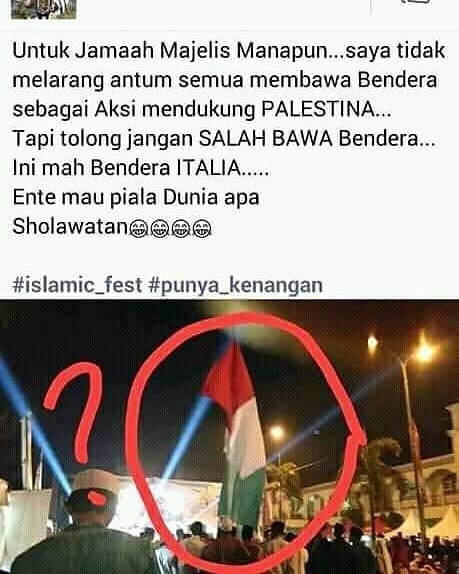 Untuk Jamaah Majelis Manapun...saya tidak
melarang antum semua membawa Bendera
sebagai Aksi mendukung PALESTINA...
Tapi tolong jangan SALAH BAWA Bendera...
Ini mah Bendera ITALIA.....
Ente mau piala Dunia apa
Sholawatan😂😂😂😂
#islamic_fest #punya_kenangan
?